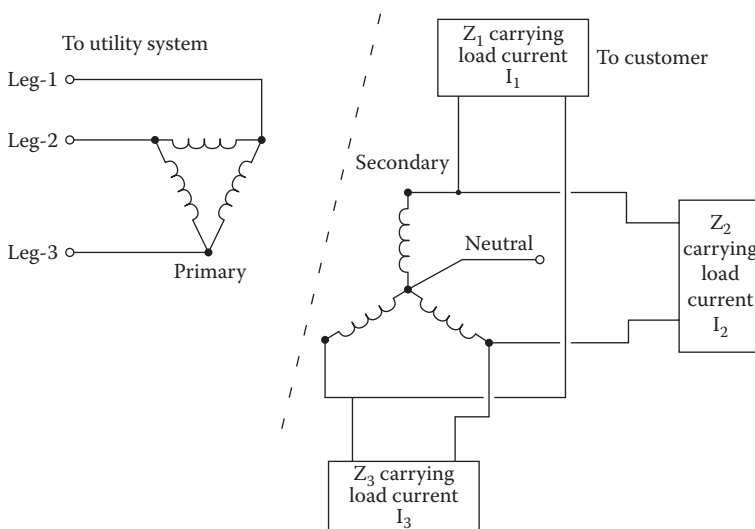 To utility system
Leg-1
Leg-2
Leg-3
Primary
Z1 carrying
load current
I1
To customer
Secondary
Neutral
Z2
carrying
load
current
I2
Z3 carrying
load current
I3